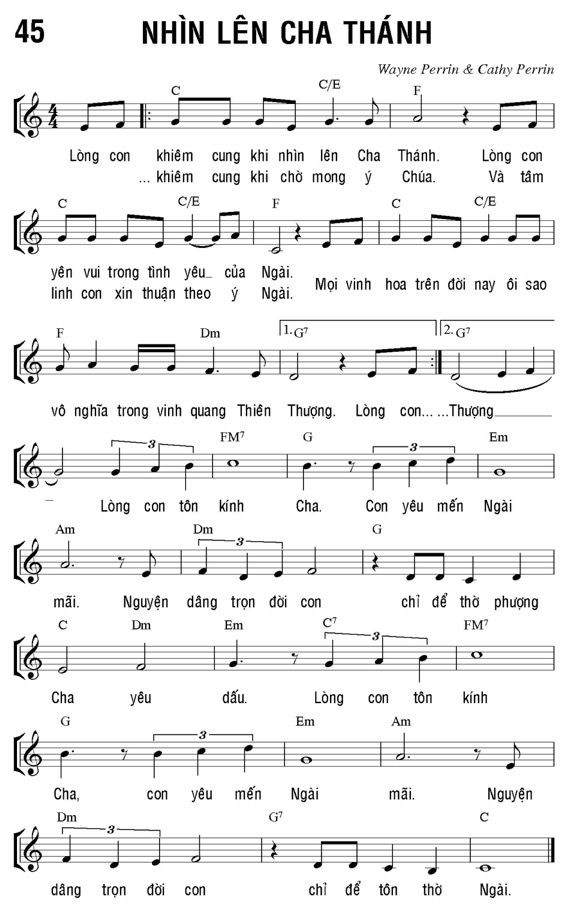 45 NHÌN LÊN CHA THÁNH
Wayne Perrin & Cathy Perrin
C C/E F
Lòng con khiêm cung khi nhìn lên Cha Thánh. Lòng con
... khiêm cung khi chờ mong ý Chúa. Và tâm
C C/E F C C/E
yên vui trong tình yêu_ của Ngài.
linh con xin thuận theo ý Ngài. Mọi vinh hoa trên đời nay ôi sao
F Dm 1. G7 2. G7
vô nghĩa trong vinh quang Thiên Thượng. Lòng con... ...Thượng
3 FM7 G 3 Em
Lòng con tôn kính Cha. Con yêu mến Ngài
Am Dm 3 G
mãi. Nguyện dâng trọn đời con chỉ để thờ phượng
C Dm Em C7 3 FM7
Cha yêu dấu. Lòng con tôn kính
G 3 Em Am
Cha, con yêu mến Ngài mãi. Nguyện
Dm 3 G7 C
dâng trọn đời con chỉ để tôn thờ Ngài.